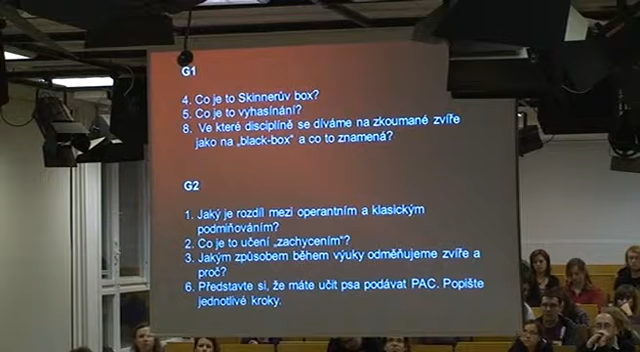 G1
4. Co je to Skinnerův box?
5. Co je to vyhasínání?
8. Ve které disciplíně se díváme na zkoumané zvíře
jako na „black-box“ a co to znamená?
G2
1. Jaký je rozdíl mezi operantním a klasickým
podmiňováním?
2. Co je to učení „zachycením“?
3. Jakým způsobem během výuky odměňujeme zvíře a
proč?
6. Představte si, že máte učit psa podávat PAC. Popište
jednotlivé kroky.